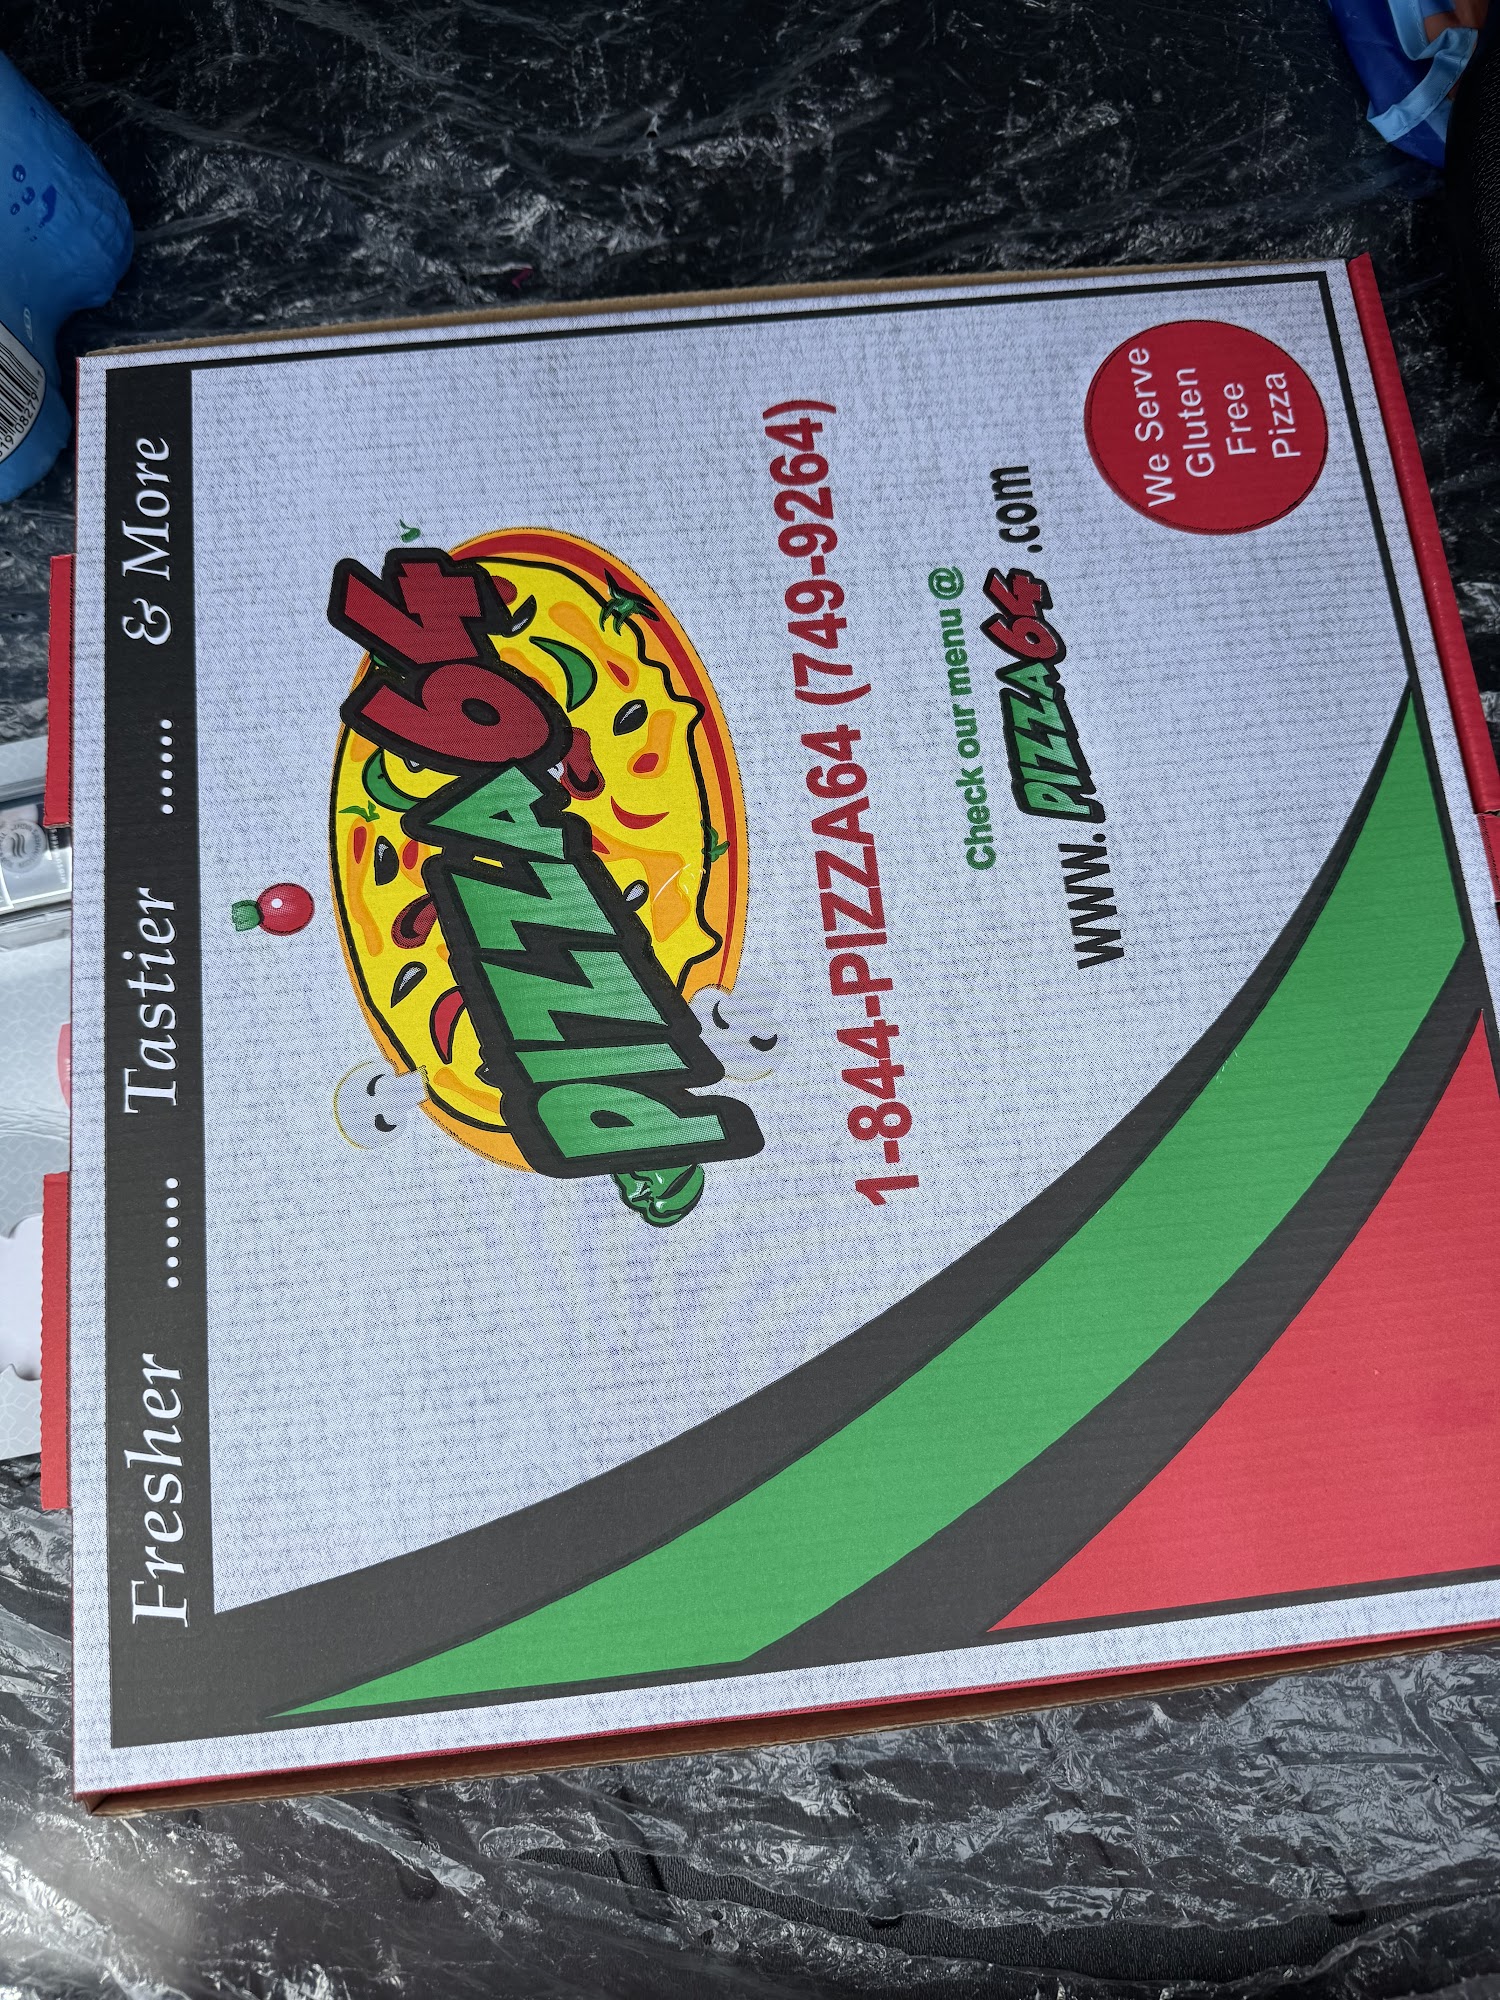 Fresher ...... Tastier ...... & More
PIZZA64
1-844-PIZZA64 (749-9264)
Check our menu @
www. PIZZA64 .com
We Serve
Gluten
Free
Pizza